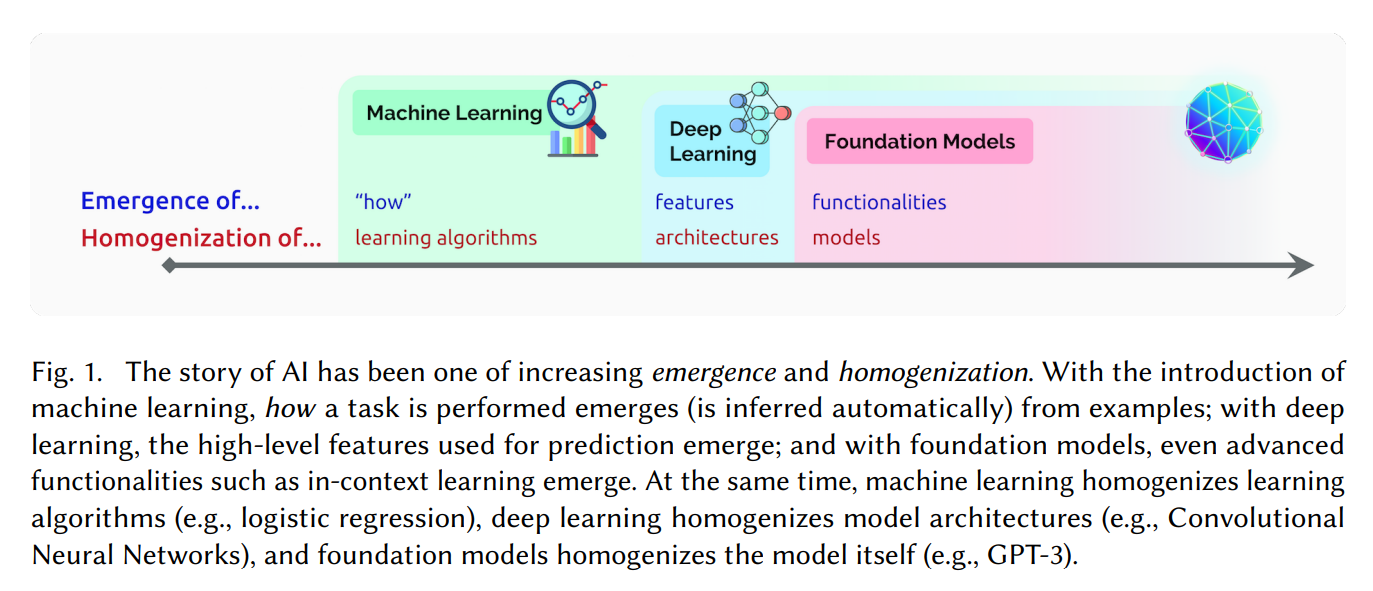 Machine Learning
Deep
Learning
Foundation Models
Emergence of...
"how"
features
functionalities
Homogenization of...
learning algorithms
architectures
models
Fig. 1. The story of AI has been one of increasing emergence and homogenization. With the introduction of
machine learning, how a task is performed emerges (is inferred automatically) from examples; with deep
learning, the high-level features used for prediction emerge; and with foundation models, even advanced
functionalities such as in-context learning emerge. At the same time, machine learning homogenizes learning
algorithms (e.g., logistic regression), deep learning homogenizes model architectures (e.g., Convolutional
Neural Networks), and foundation models homogenizes the model itself (e.g., GPT-3).